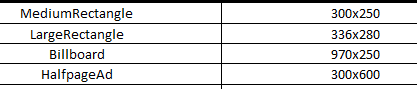 MediumRectangle 300x250
LargeRectangle 336x280
Billboard 970x250
HalfpageAd 300x600